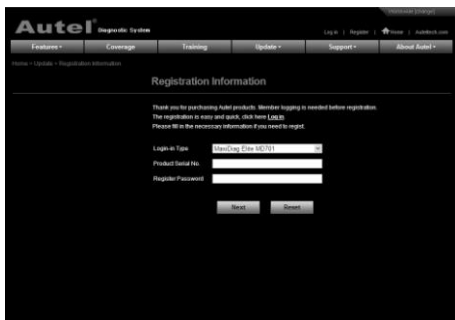 Worldwide [change]
Autel Diagnostic System
Log in | Register | Home | Auteltech.com
Features Coverage Training Update Support About Autel
Home > Update > Registration Information
Registration Information
Thank you for purchasing Autel products. Member logging is needed before registration.
The registration is easy and quick, click here Log in
Please fill in the necessary information if you need to regist.
Login-in Type MaxiDiag Elite MD701
Product Serial No.
Register Password
Next Reset